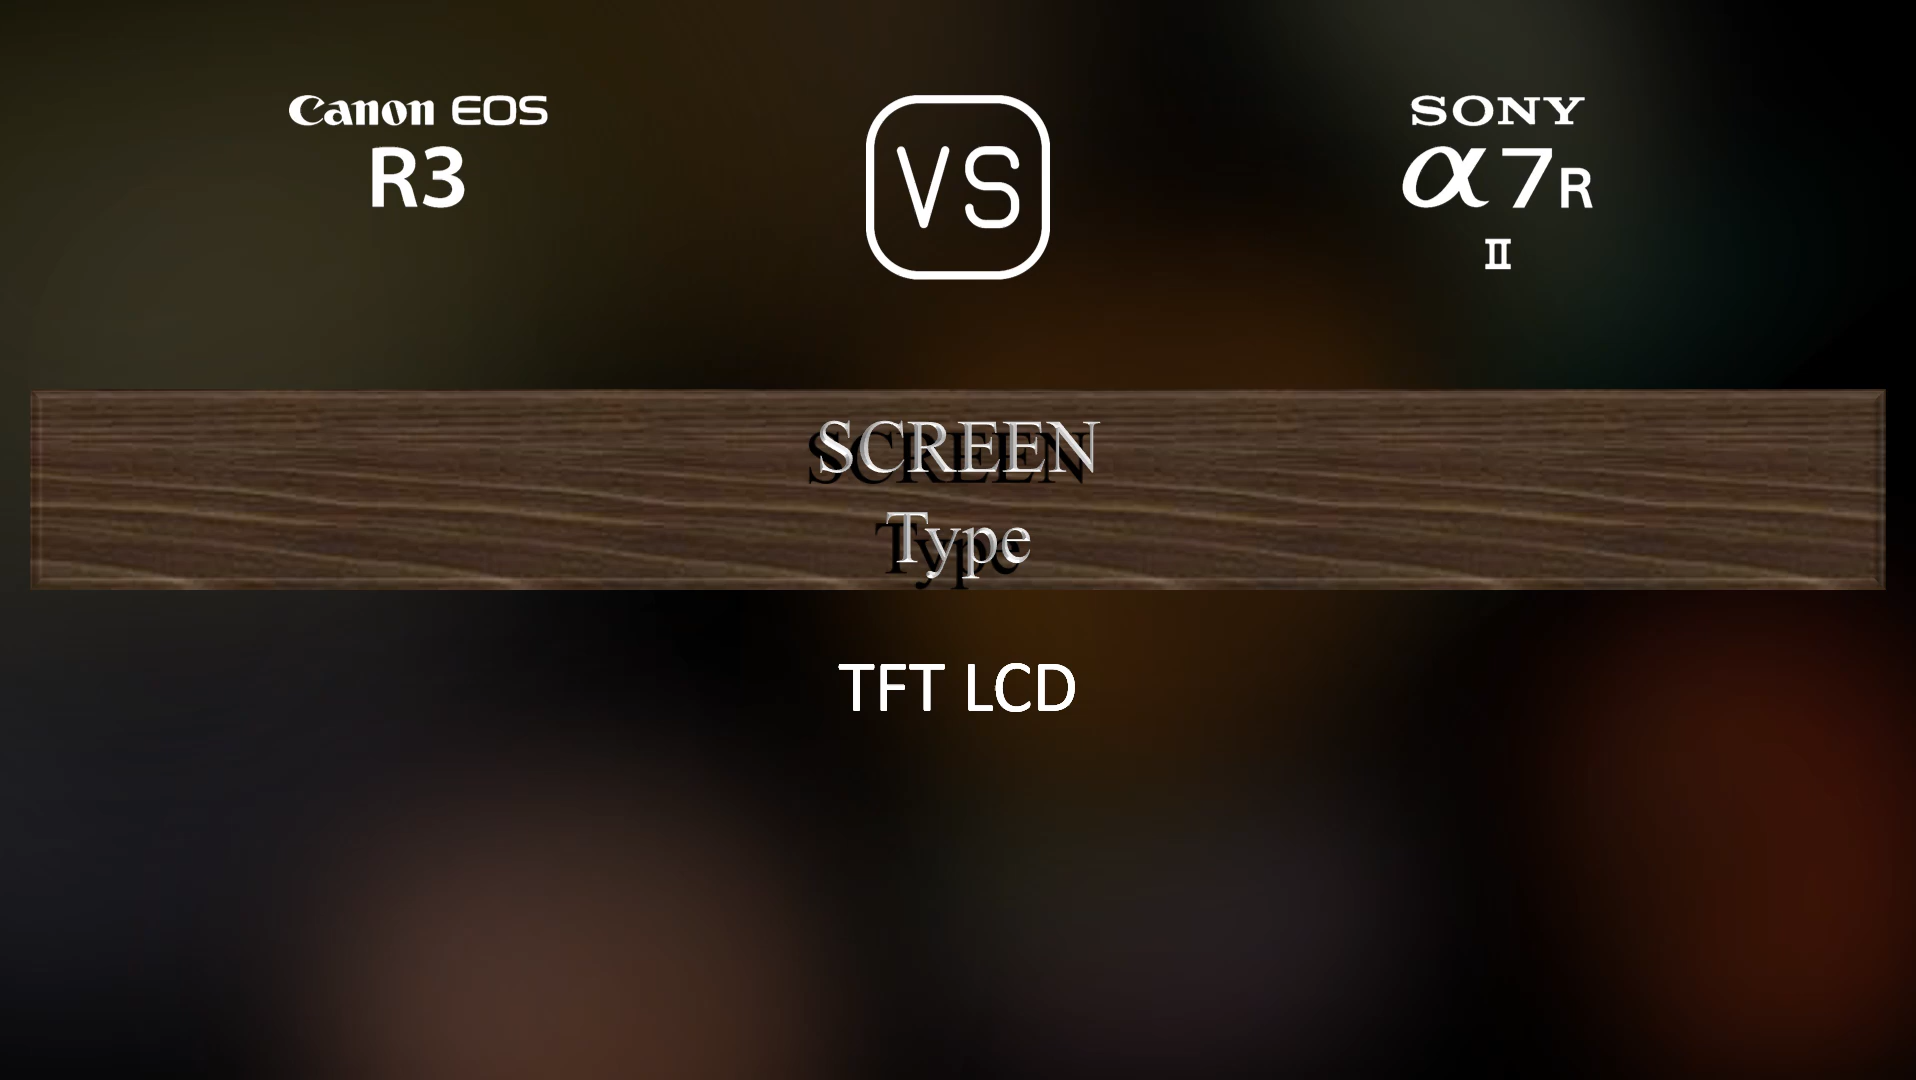 Canon EOS
R3
VS
SONY
α7R
II
SCREEN
Type
TFT LCD